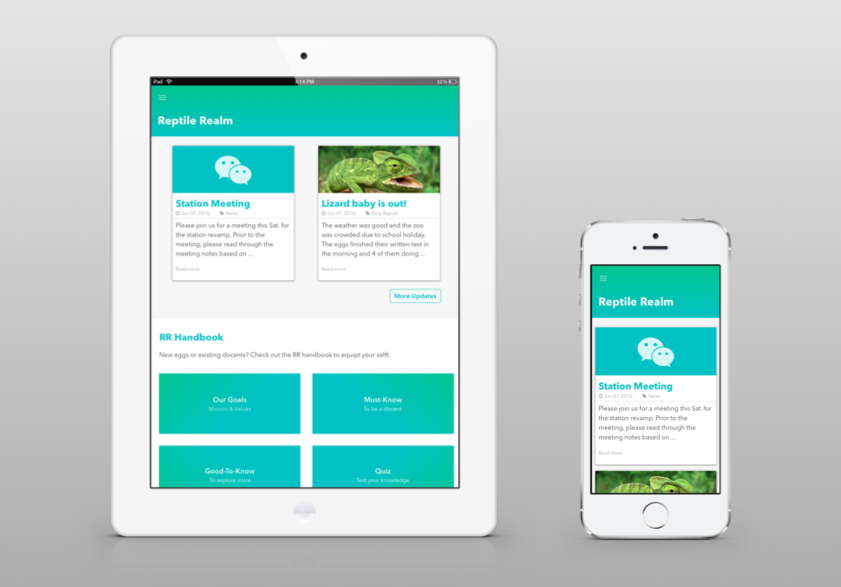 iPad
1:14 PM
32%
Reptile Realm
Station Meeting
Jun 07, 2016
News
Please join us for a meeting this Sat. for
the station revamp. Prior to the
meeting, please read through the
meeting notes based on ...
Read more
Lizard baby is out!
Jun 01, 2016
Duty Report
The weather was good and the zoo
was crowded due to school holiday.
The eggs finished their written test in
the morning and 4 of them doing...
Read more
More Updates
RR Handbook
New eggs or existing docents? Check out the RR handbook to equipt your selft.
Our Goals
Mission & Values
Must-Know
To be a docent
Good-To-Know
To explore more
Quiz
Test your knowledge
Reptile Realm
Station Meeting
Jun 07, 2016
News
Please join us for a meeting this Sat. for
the station revamp. Prior to the
meeting, please read through the
meeting notes based on ...
Read more